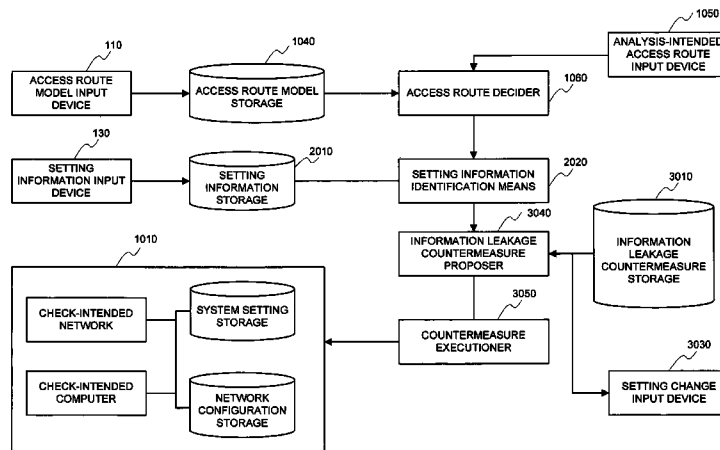 1050
110
1040
ANALYSIS-INTENDED
ACCESS ROUTE
INPUT DEVICE
ACCESS ROUTE
MODEL INPUT
DEVICE
ACCESS ROUTE MODEL
STORAGE
ACCESS ROUTE DECIDER
1060
130
2010
SETTING
INFORMATION INPUT
DEVICE
SETTING
INFORMATION
STORAGE
SETTING INFORMATION
IDENTIFICATION MEANS
2020
3010
3040
INFORMATION LEAKAGE
COUNTERMEASURE
PROPOSER
INFORMATION
LEAKAGE
COUNTERMEASURE
STORAGE
1010
3050
CHECK-INTENDED
NETWORK
SYSTEM SETTING
STORAGE
COUNTERMEASURE
EXECUTIONER
3030
CHECK-INTENDED
COMPUTER
NETWORK
CONFIGURATION
STORAGE
SETTING CHANGE
INPUT DEVICE